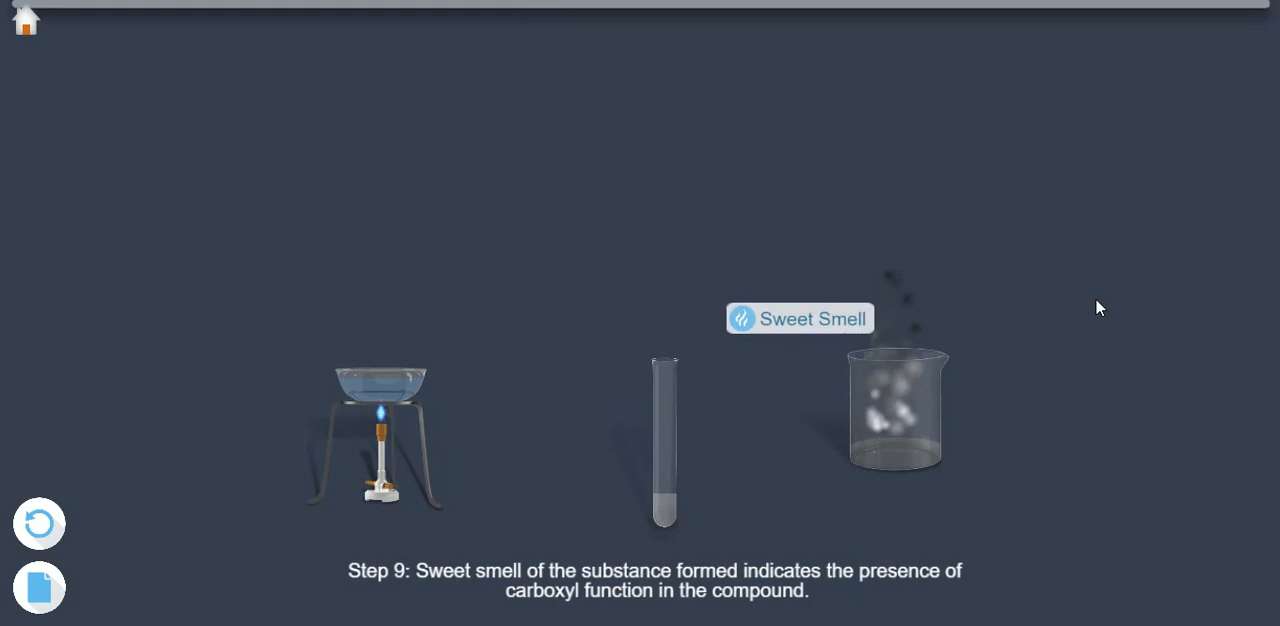 Sweet Smell
Step 9: Sweet smell of the substance formed indicates the presence of
carboxyl function in the compound.